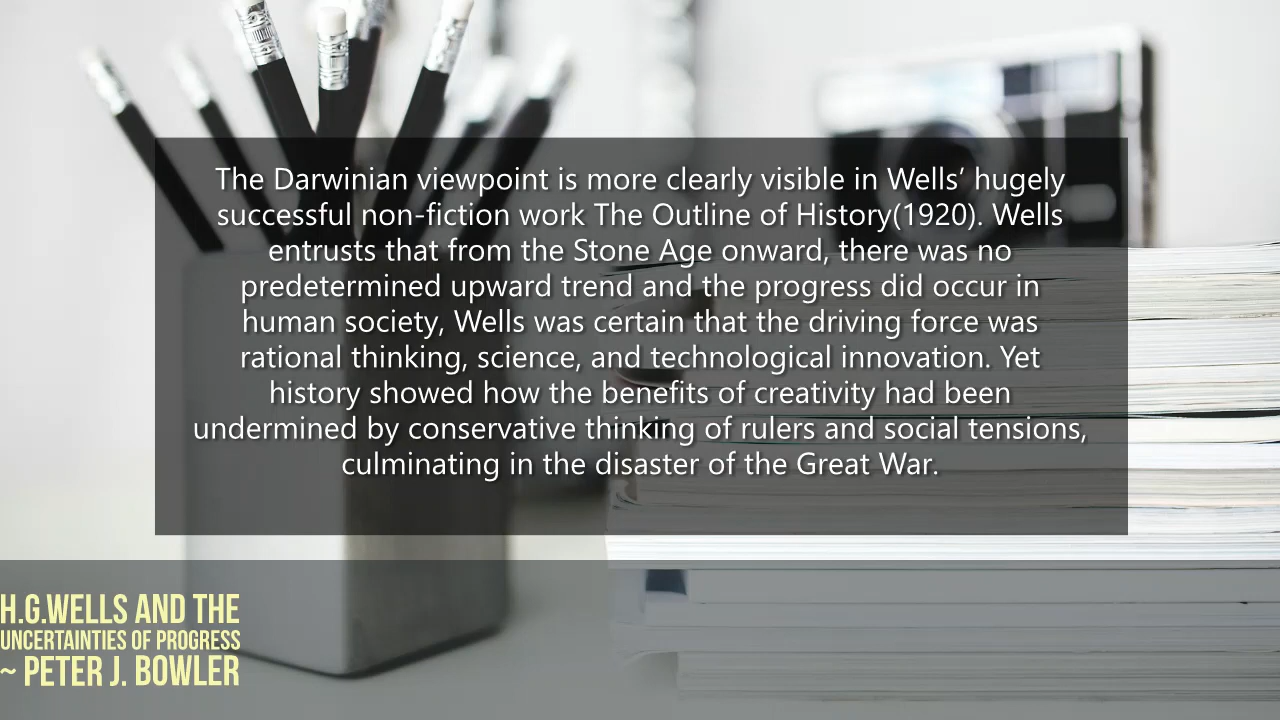 The Darwinian viewpoint is more clearly visible in Wells’ hugely
successful non-fiction work The Outline of History(1920). Wells
entrusts that from the Stone Age onward, there was no
predetermined upward trend and the progress did occur in
human society, Wells was certain that the driving force was
rational thinking, science, and technological innovation. Yet
history showed how the benefits of creativity had been
undermined by conservative thinking of rulers and social tensions,
culminating in the disaster of the Great War.
H.G.WELLS AND THE
UNCERTAINTIES OF PROGRESS
~ PETER J. BOWLER